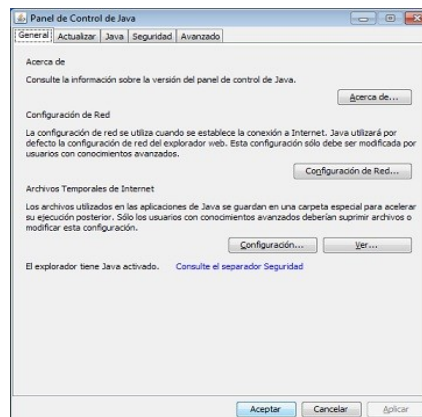 Panel de Control de Java
General Actualizar Java Seguridad Avanzado
Acerca de
Consulte la información sobre la versión del panel de control de Java.
Acerca de...
Configuración de Red
La configuración de red se utiliza cuando se establece la conexión a Internet. Java utilizará por
defecto la configuración de red del explorador web. Esta configuración sólo debe ser modificada por
usuarios con conocimientos avanzados.
Configuración de Red...
Archivos Temporales de Internet
Los archivos utilizados en las aplicaciones de Java se guardan en una carpeta especial para acelerar
su ejecución posterior. Sólo los usuarios con conocimientos avanzados deberían suprimir archivos o
modificar esta configuración.
Configuración... Ver...
El explorador tiene Java activado. Consulte el separador Seguridad
Aceptar Cancelar Aplicar